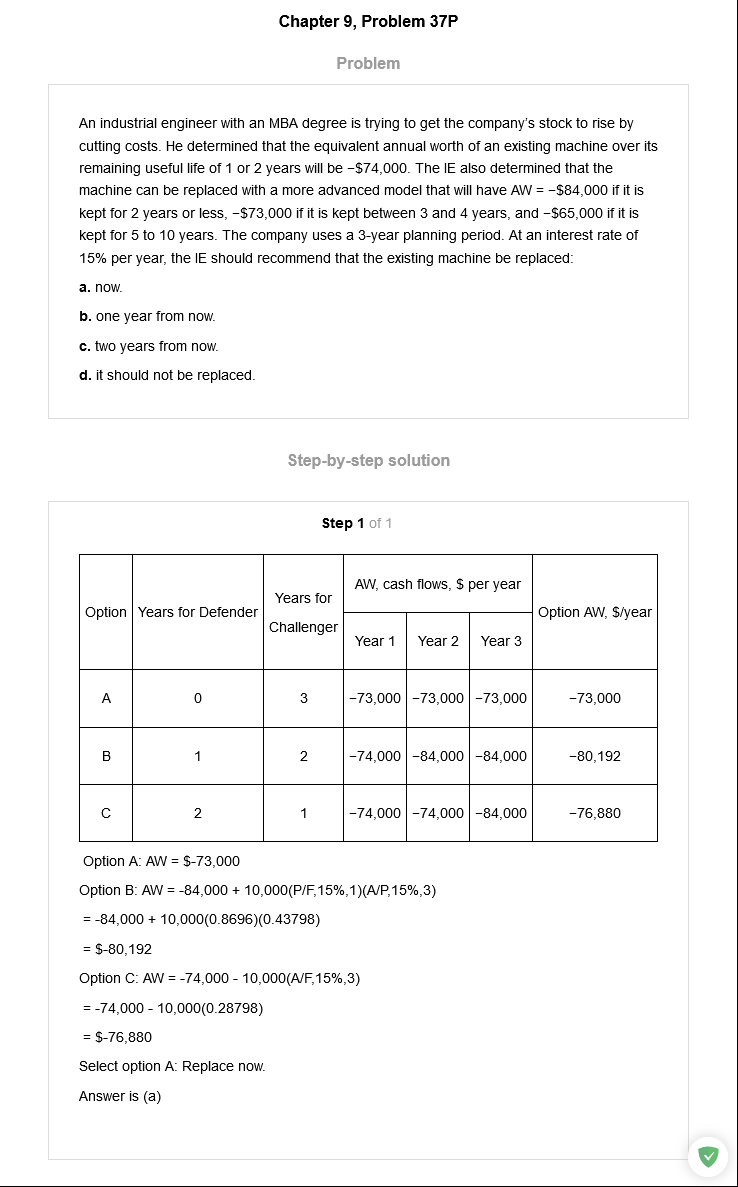 Chapter 9, Problem 37P
Problem
An industrial engineer with an MBA degree is trying to get the company's stock to rise by
cutting costs. He determined that the equivalent annual worth of an existing machine over its
remaining useful life of 1 or 2 years will be −$74,000. The IE also determined that the
machine can be replaced with a more advanced model that will have AW = −$84,000 if it is
kept for 2 years or less, −$73,000 if it is kept between 3 and 4 years, and −$65,000 if it is
kept for 5 to 10 years. The company uses a 3-year planning period. At an interest rate of
15% per year, the IE should recommend that the existing machine be replaced:
a. now.
b. one year from now.
c. two years from now.
d. it should not be replaced.
Step-by-step solution
Step 1 of 1
Option Years for Defender Years for Challenger AW, cash flows, $ per year Option AW, $/year
Year 1 Year 2 Year 3
A 0 3 −73,000 −73,000 −73,000 −73,000
B 1 2 −74,000 −84,000 −84,000 −80,192
C 2 1 −74,000 −74,000 −84,000 −76,880
Option A: AW = $-73,000
Option B: AW = -84,000 + 10,000(P/F,15%,1)(A/P,15%,3)
= -84,000 + 10,000(0.8696)(0.43798)
= $-80,192
Option C: AW = -74,000 - 10,000(A/F,15%,3)
= -74,000 - 10,000(0.28798)
= $-76,880
Select option A: Replace now.
Answer is (a)